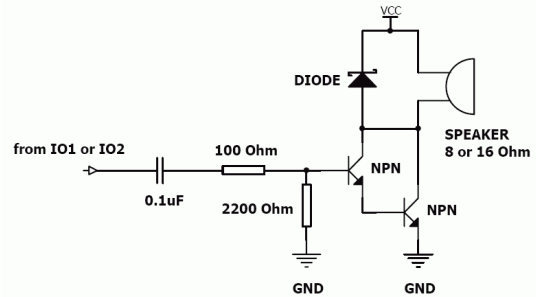 VCC
DIODE
SPEAKER
8 or 16 Ohm
from IO1 or IO2
100 Ohm
NPN
0.1uF
2200 Ohm
NPN
GND
GND